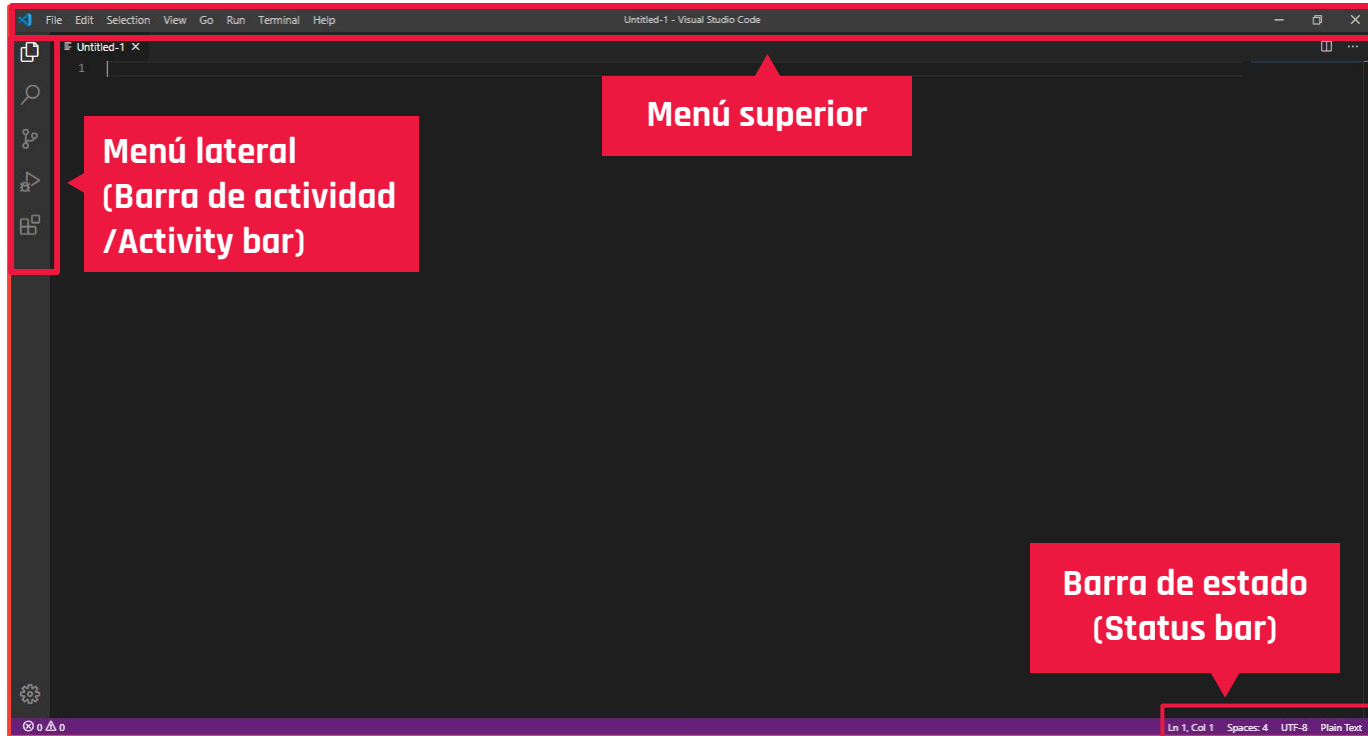 File Edit Selection View Go Run Terminal Help Untitled-1 - Visual Studio Code
Untitled-1
1
Menú superior
Menú lateral
(Barra de actividad
/Activity bar)
Barra de estado
(Status bar)
0 0 Ln 1, Col 1 Spaces: 4 UTF-8 Plain Text